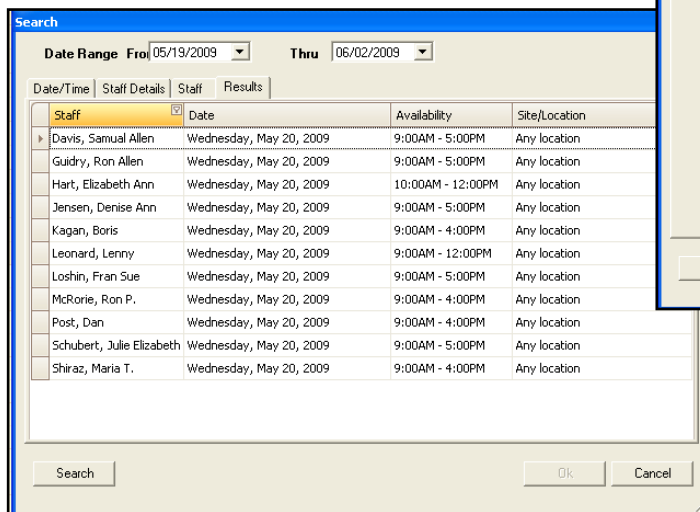 Search
Date Range Froi 05/19/2009 Thru 06/02/2009
Date/Time Staff Details Staff Results
Staff Date Availability Site/Location
Davis, Samual Allen Wednesday, May 20, 2009 9:00AM - 5:00PM Any location
Guidry, Ron Allen Wednesday, May 20, 2009 9:00AM - 5:00PM Any location
Hart, Elizabeth Ann Wednesday, May 20, 2009 10:00AM - 12:00PM Any location
Jensen, Denise Ann Wednesday, May 20, 2009 9:00AM - 5:00PM Any location
Kagan, Boris Wednesday, May 20, 2009 9:00AM - 4:00PM Any location
Leonard, Lenny Wednesday, May 20, 2009 9:00AM - 12:00PM Any location
Loshin, Fran Sue Wednesday, May 20, 2009 9:00AM - 5:00PM Any location
McRorie, Ron P. Wednesday, May 20, 2009 9:00AM - 4:00PM Any location
Post, Dan Wednesday, May 20, 2009 9:00AM - 4:00PM Any location
Schubert, Julie Elizabeth Wednesday, May 20, 2009 9:00AM - 4:00PM Any location
Shiraz, Maria T. Wednesday, May 20, 2009 9:00AM - 4:00PM Any location
Search Ok Cancel